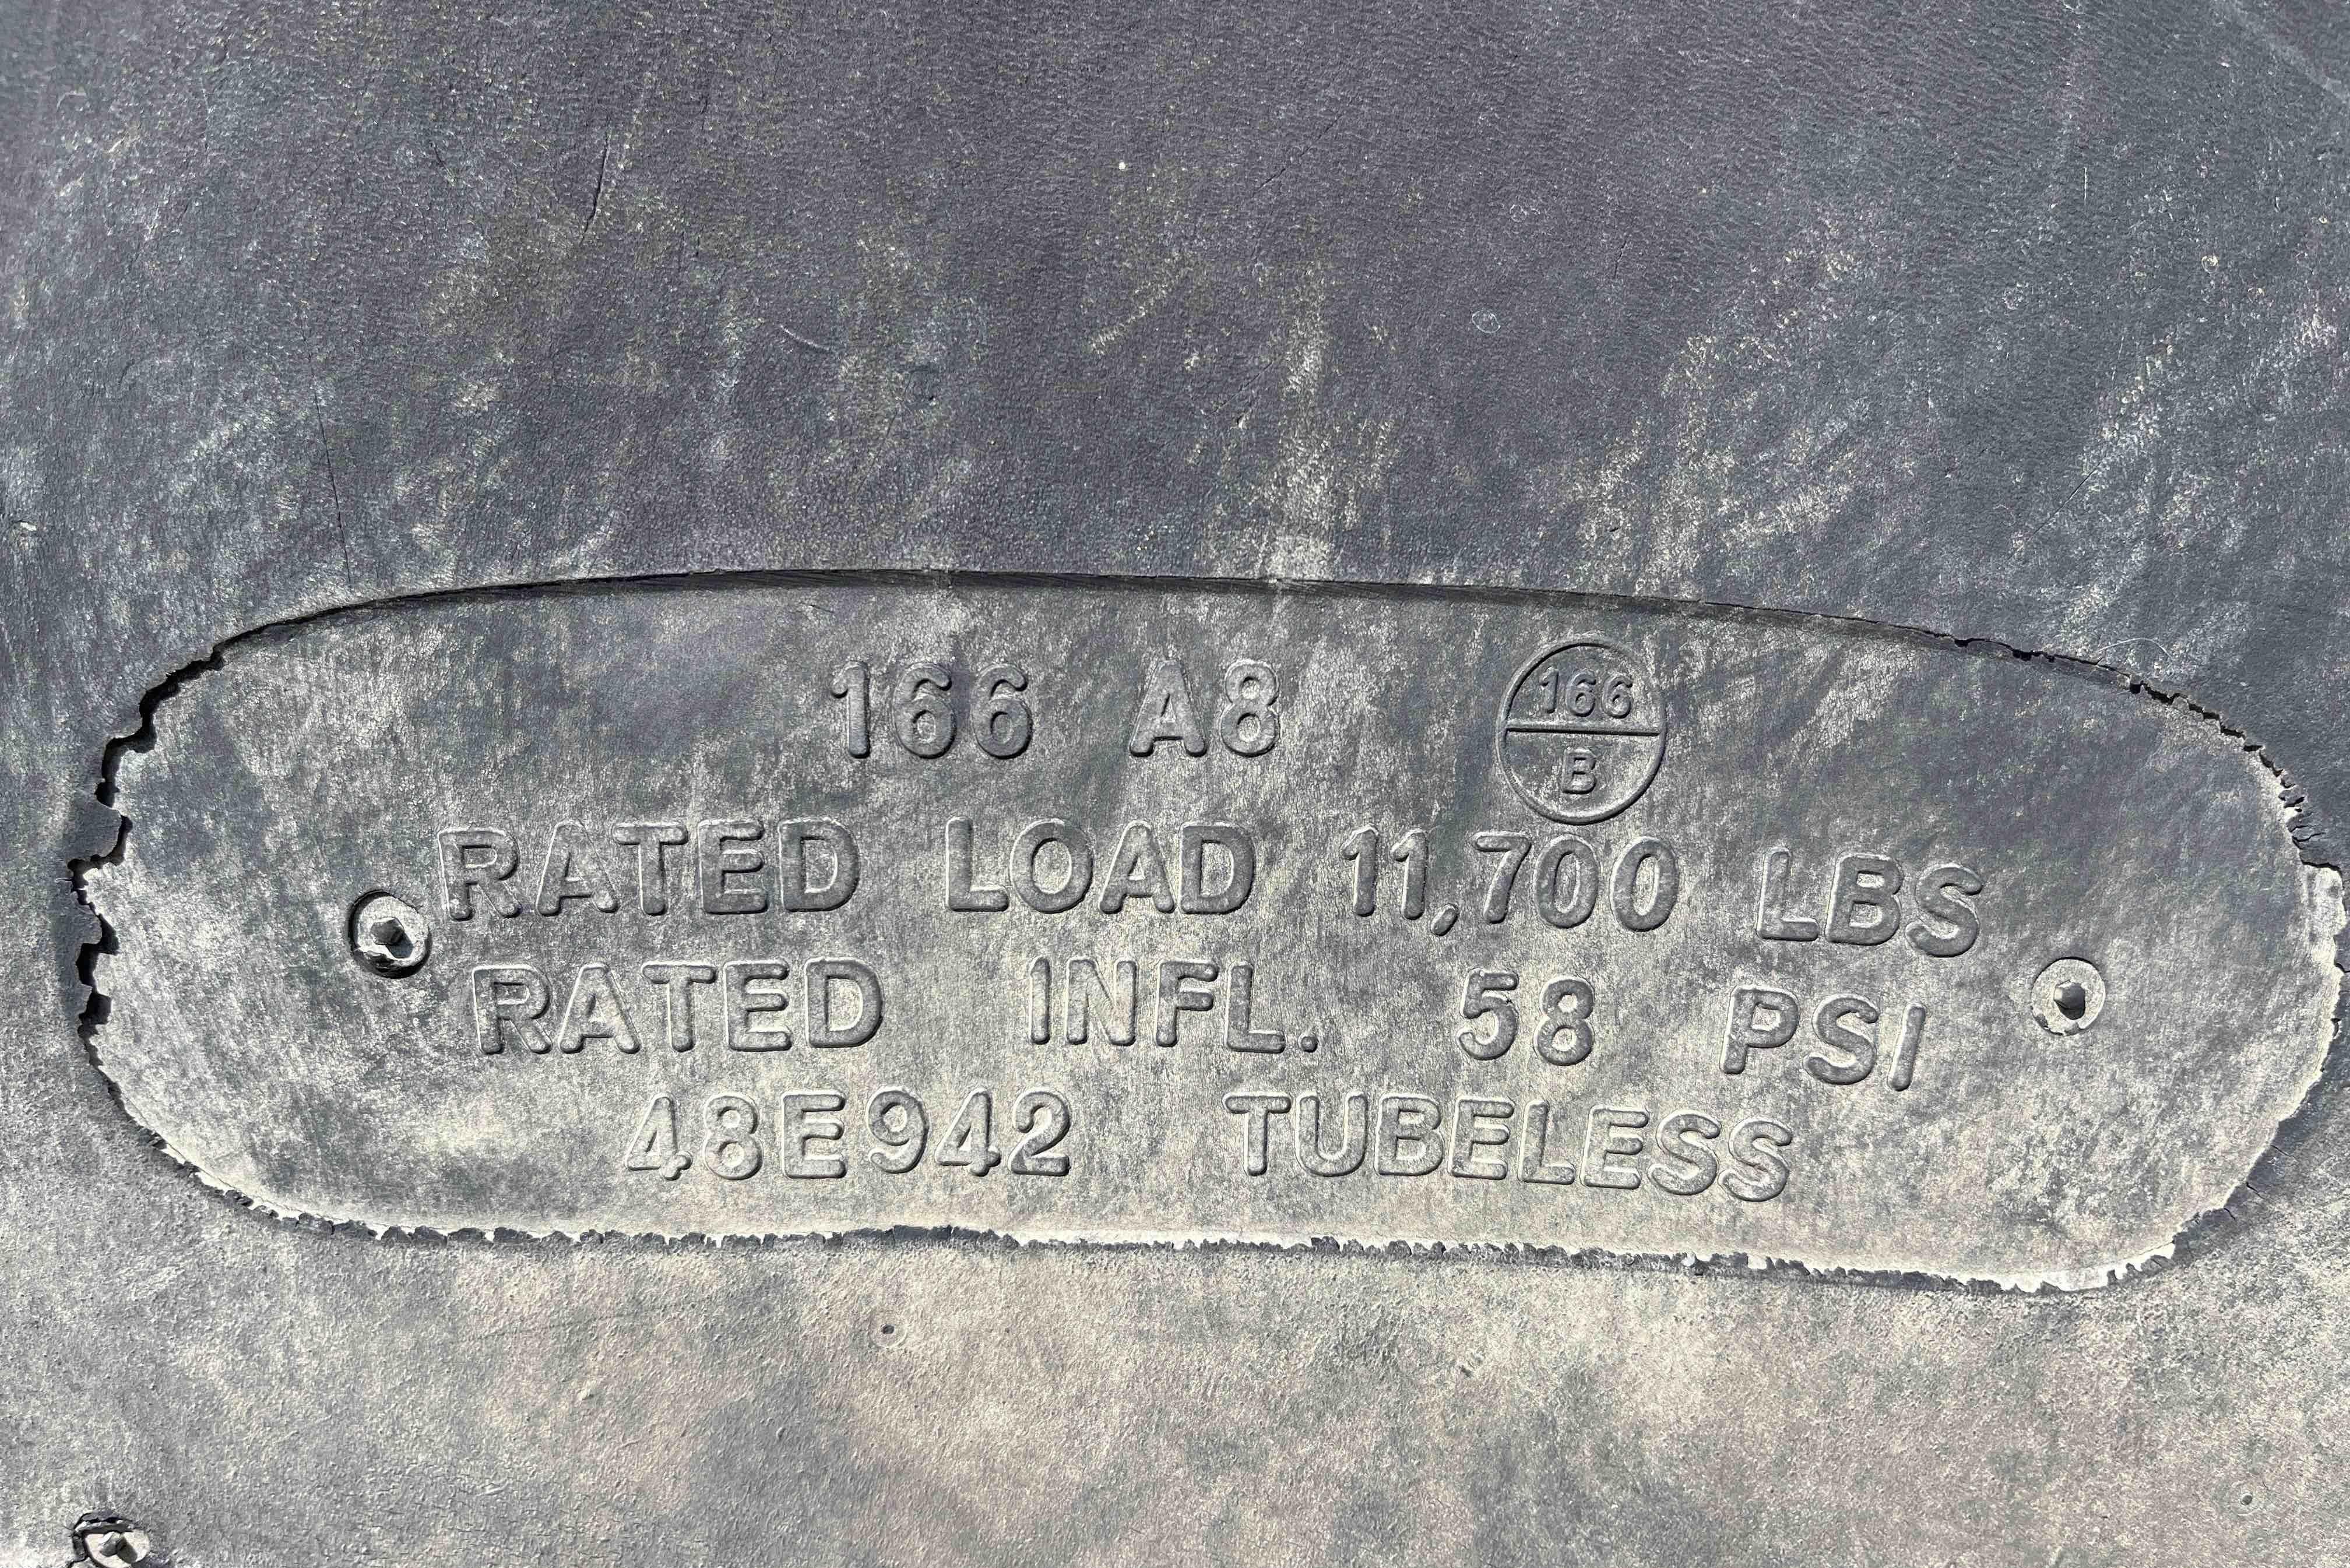 166 A8 166
B
RATED LOAD 11,700 LBS
RATED INFL. 58 PSI
48E942 TUBELESS